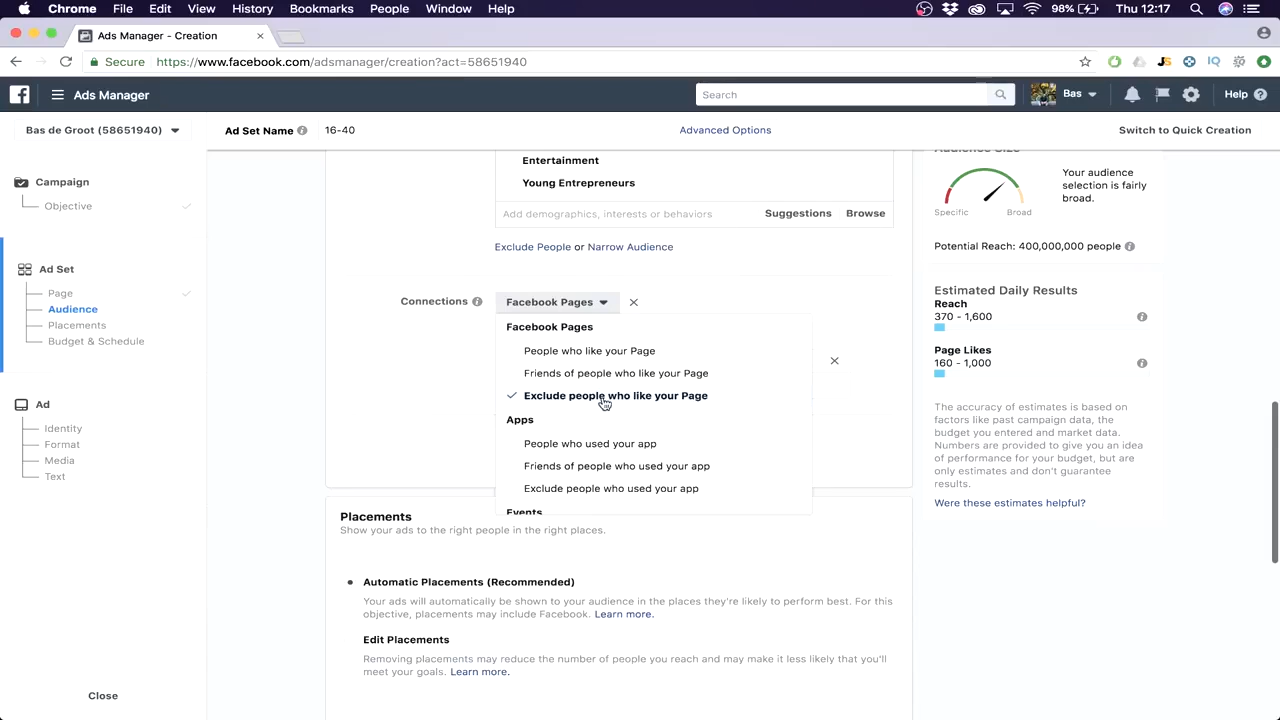 Chrome File Edit View History Bookmarks People Window Help 98% Thu 12:17
Ads Manager - Creation
Secure https://www.facebook.com/adsmanager/creation?act=58651940
Ads Manager Search Bas Help
Bas de Groot (58651940) Ad Set Name 16-40 Advanced Options Switch to Quick Creation
Campaign
Objective
Ad Set
Page
Audience
Placements
Budget & Schedule
Ad
Identity
Format
Media
Text
Close
Entertainment
Young Entrepreneurs
Add demographics, interests or behaviors Suggestions Browse
Exclude People or Narrow Audience
Connections Facebook Pages
Facebook Pages
People who like your Page
Friends of people who like your Page
Exclude people who like your Page
Apps
People who used your app
Friends of people who used your app
Exclude people who used your app
Events
Placements
Show your ads to the right people in the right places.
Automatic Placements (Recommended)
Your ads will automatically be shown to your audience in the places they're likely to perform best. For this
objective, placements may include Facebook. Learn more.
Edit Placements
Removing placements may reduce the number of people you reach and may make it less likely that you'll
meet your goals. Learn more.
Audience Size
Your audience
selection is fairly
broad.
Specific Broad
Potential Reach: 400,000,000 people
Estimated Daily Results
Reach
370 - 1,600
Page Likes
160 - 1,000
The accuracy of estimates is based on
factors like past campaign data, the
budget you entered and market data.
Numbers are provided to give you an idea
of performance for your budget, but are
only estimates and don't guarantee
results.
Were these estimates helpful?